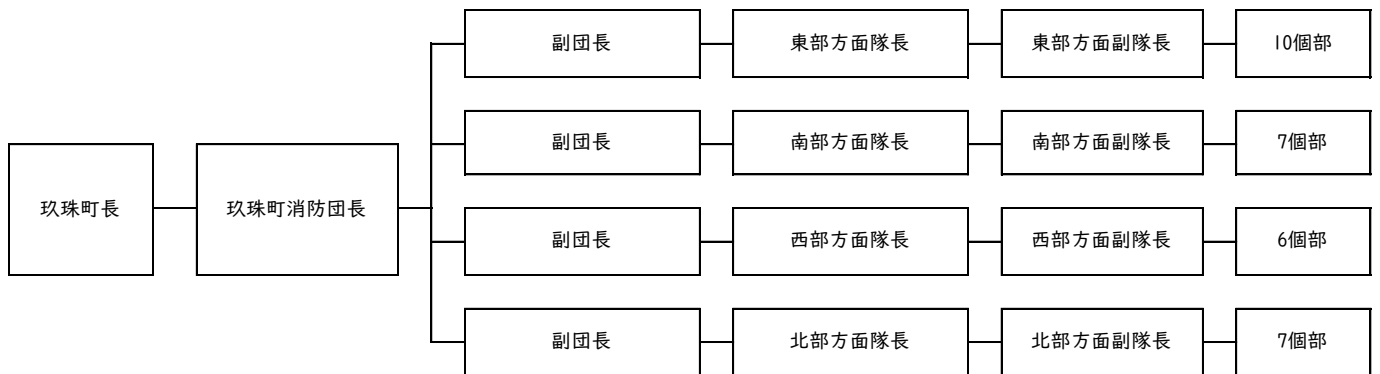 副団長 東部方面隊長 東部方面副隊長 10個部
副団長 南部方面隊長 南部方面副隊長 7個部
玖珠町長 玖珠町消防団長
副団長 西部方面隊長 西部方面副隊長 6個部
副団長 北部方面隊長 北部方面副隊長 7個部